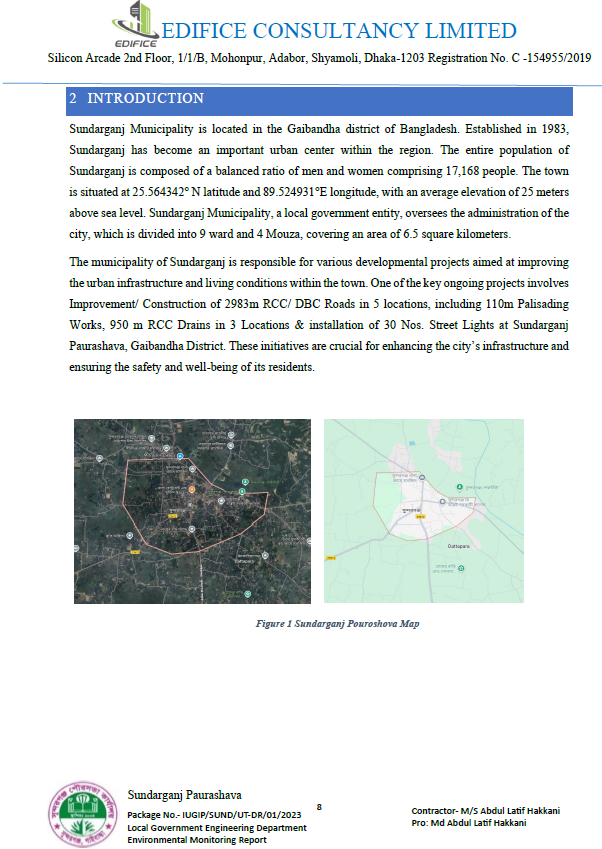 EDIFICE
EDIFICE CONSULTANCY LIMITED
Silicon Arcade 2nd Floor, 1/1/B, Mohonpur, Adabor, Shyamoli, Dhaka-1203 Registration No. C -154955/2019
2 INTRODUCTION
Sundarganj Municipality is located in the Gaibandha district of Bangladesh. Established in 1983,
Sundarganj has become an important urban center within the region. The entire population of
Sundarganj is composed of a balanced ratio of men and women comprising 17,168 people. The town
is situated at 25.564342° N latitude and 89.524931°E longitude, with an average elevation of 25 meters
above sea level. Sundarganj Municipality, a local government entity, oversees the administration of the
city, which is divided into 9 ward and 4 Mouza, covering an area of 6.5 square kilometers.
The municipality of Sundarganj is responsible for various developmental projects aimed at improving
the urban infrastructure and living conditions within the town. One of the key ongoing projects involves
Improvement/ Construction of 2983m RCC/ DBC Roads in 5 locations, including 110m Palisading
Works, 950 m RCC Drains in 3 Locations & installation of 30 Nos. Street Lights at Sundarganj
Paurashava, Gaibandha District. These initiatives are crucial for enhancing the city's infrastructure and
ensuring the safety and well-being of its residents.
সুন্দরগঞ্জ
Dattapara
সুন্দরগঞ্জ
Dattapara
Figure 1 Sundarganj Pouroshova Map
সুন্দরগঞ্জ পৌরসভা কার্যালয়
সুন্দরগঞ্জ, গাইবান্ধা
Sundarganj Paurashava
Package No.- IUGIP/SUND/UT-DR/01/2023
Local Government Engineering Department
Environmental Monitoring Report
8
Contractor- M/S Abdul Latif Hakkani
Pro: Md Abdul Latif Hakkani